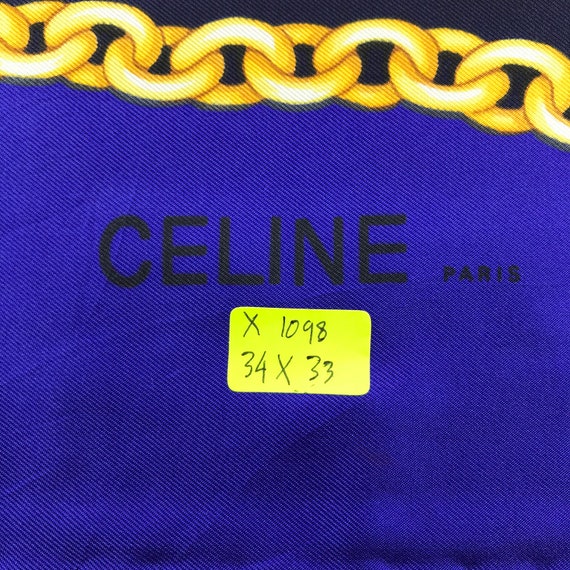 CELINE PARIS
X 1098
34 X 33